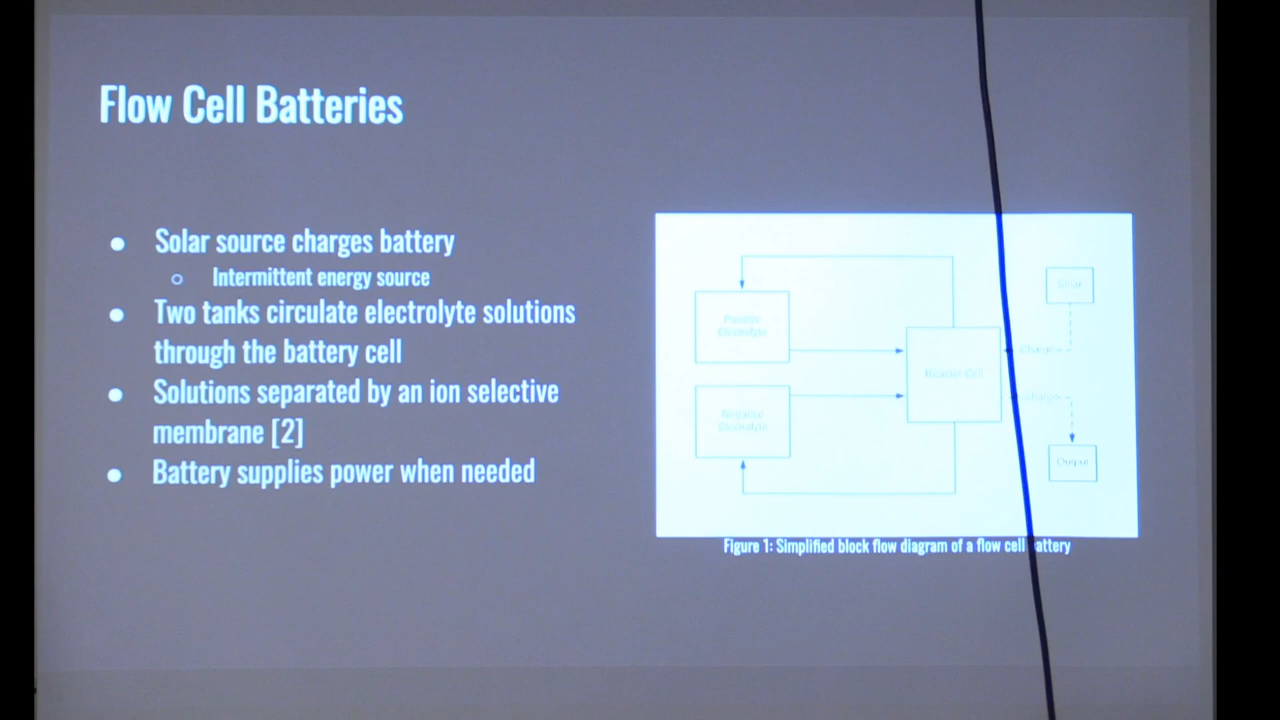 Flow Cell Batteries
● Solar source charges battery
○ Intermittent energy source
● Two tanks circulate electrolyte solutions
through the battery cell
● Solutions separated by an ion selective
membrane [2]
● Battery supplies power when needed
Positive
Electrolyte
Negative
Electrolyte
Cell
Solar
Charge
Output
Figure 1: Simplified block flow diagram of a flow cell battery